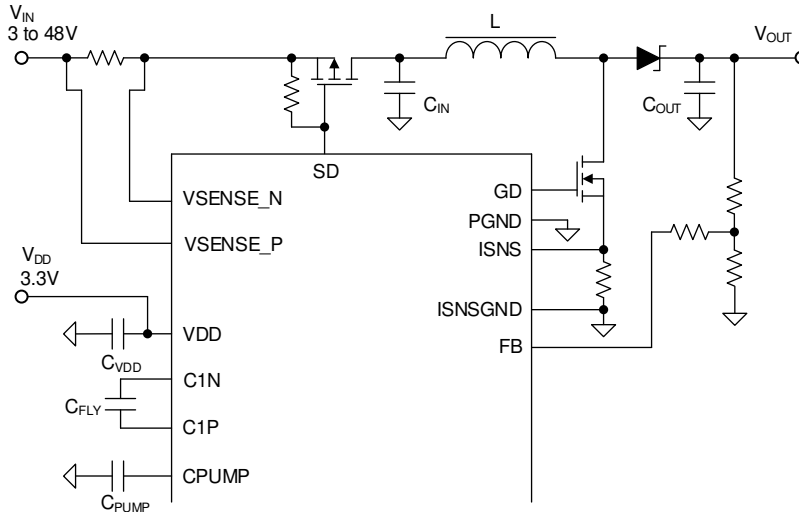 VIN
3 to 48V
L
VOUT
CIN
COUT
SD
VSENSE_N
GD
PGND
VSENSE_P
ISNS
VDD
3.3V
ISNSGND
VDD
FB
CVDD
C1N
CFLY
C1P
CPUMP
CPUMP